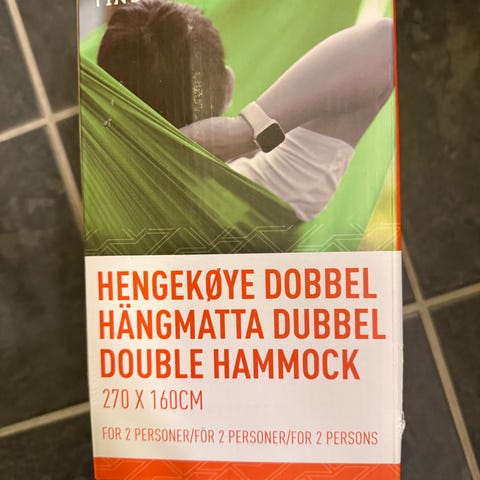 HENGEKØYE DOBBEL
HÄNGMATTA DUBBEL
DOUBLE HAMMOCK
270 X 160CM
FOR 2 PERSONER/FÖR 2 PERSONER/FOR 2 PERSONS